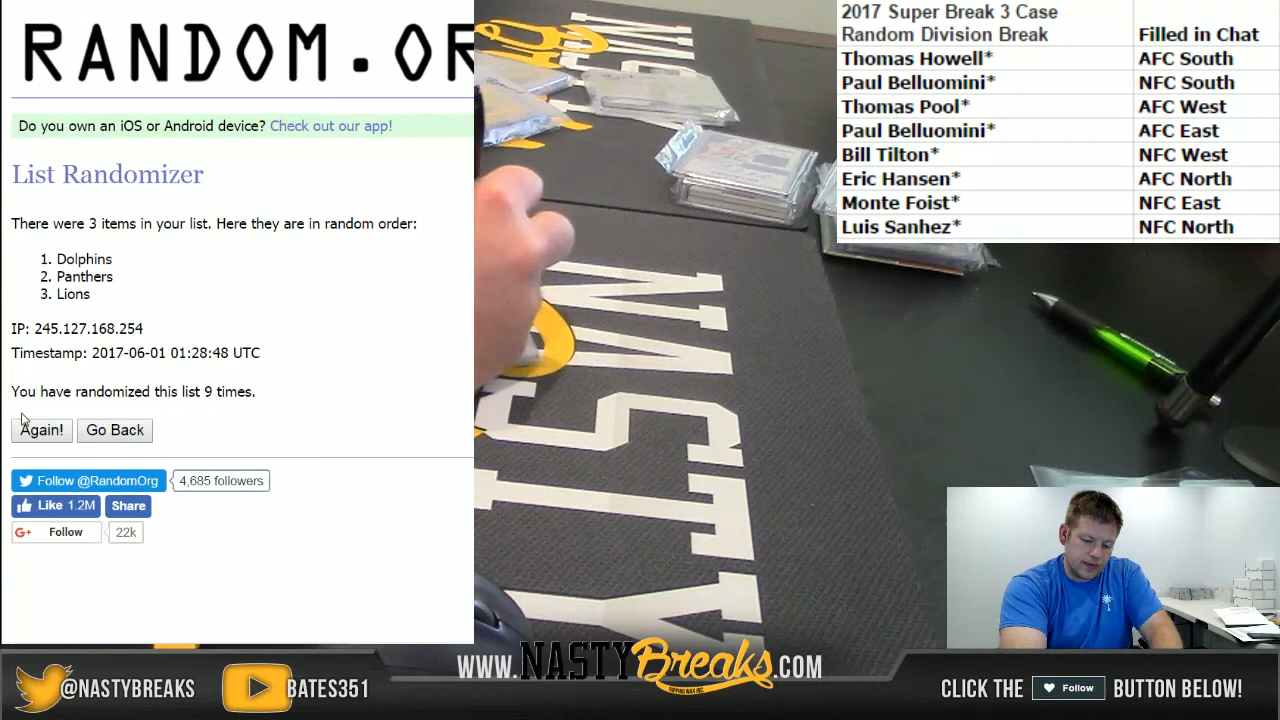 RANDOM.OR
Do you own an iOS or Android device? Check out our app!
List Randomizer
There were 3 items in your list. Here they are in random order:
1. Dolphins
2. Panthers
3. Lions
IP: 245.127.168.254
Timestamp: 2017-06-01 01:28:48 UTC
You have randomized this list 9 times.
Again! Go Back
Follow @RandomOrg 4,685 followers
Like 1.2M Share
G+ Follow 22k
2017 Super Break 3 Case
Random Division Break Filled in Chat
Thomas Howell* AFC South
Paul Belluomini* NFC South
Thomas Pool* AFC West
Paul Belluomini* AFC East
Bill Tilton* NFC West
Eric Hansen* AFC North
Monte Foist* NFC East
Luis Sanhez* NFC North
NASTY
@NASTYBREAKS
BATES351
WWW.NASTYBreaks.COM
RIPPING WAX INC.
CLICK THE Follow BUTTON BELOW!